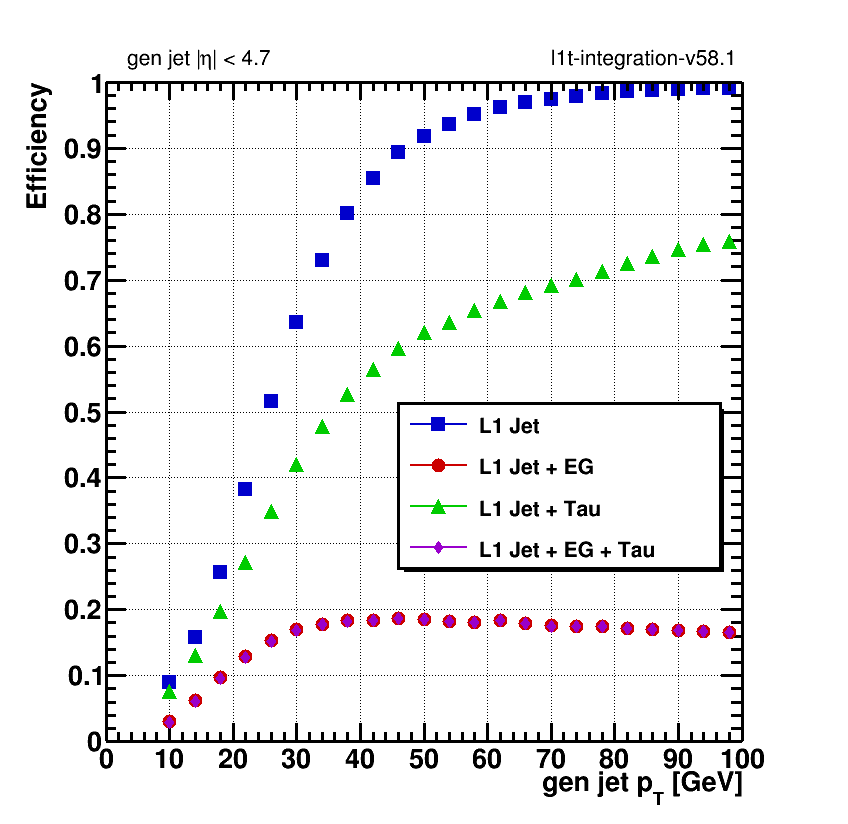 gen jet |η| < 4.7
l1t-integration-v58.1
Efficiency
1
0.9
0.8
0.7
0.6
0.5
0.4
0.3
0.2
0.1
0
L1 Jet
L1 Jet + EG
L1 Jet + Tau
L1 Jet + EG + Tau
0 10 20 30 40 50 60 70 80 90 100
gen jet pT [GeV]